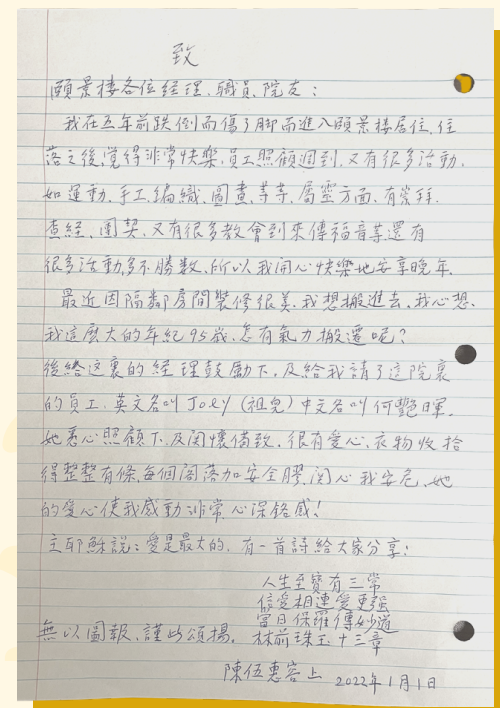 致
頤景樓各位经理、職員、院友：
我在五年前跌倒而傷了脚而進入頤景樓居住，住
落之後，覺得非常快樂，員工照顧週到，又有很多活動，
如運動，手工，編織，圖畫，等等，屬靈方面，有崇拜，
查経、團契，又有很多教會到來傳福音等還有
很多活動多不勝數，所以我開心快樂地安享晚年。
最近因隔鄰房間裝修很美，我想搬進去，我心想，
我這麽大的年紀95歲，怎有氣力搬遷呢？
後経这裏的经理鼓勵下，及給我請了這院裏
的員工，英文名叫Joey（祖兒）中文名叫何艷暉，
她悉心照顧下，及関懷備致，很有愛心，衣物收拾
得整整有條，每個閣落加安全膠，関心我安危，她
的愛心使我感動非常，心深銘感！
主耶穌説：愛是最大的，有一首詩給大家分享：
人生至寶有三常
信愛相連愛更强
當日保羅傳妙道
無以圖報，謹此頌揚，林前珠玉十三章
陳伍惠容上 2022年1月1日